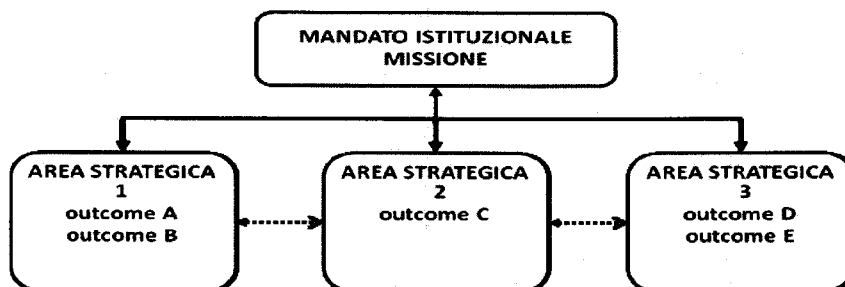 MANDATO ISTITUZIONALE
MISSIONE
AREA STRATEGICA
1
outcome A
outcome B
AREA STRATEGICA
2
outcome C
AREA STRATEGICA
3
outcome D
outcome E